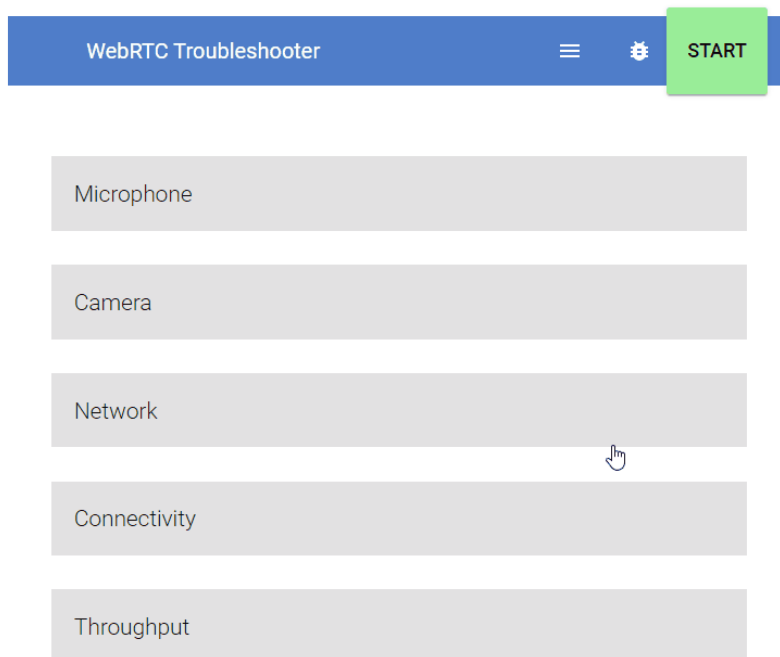 WebRTC Troubleshooter START
Microphone
Camera
Network
Connectivity
Throughput